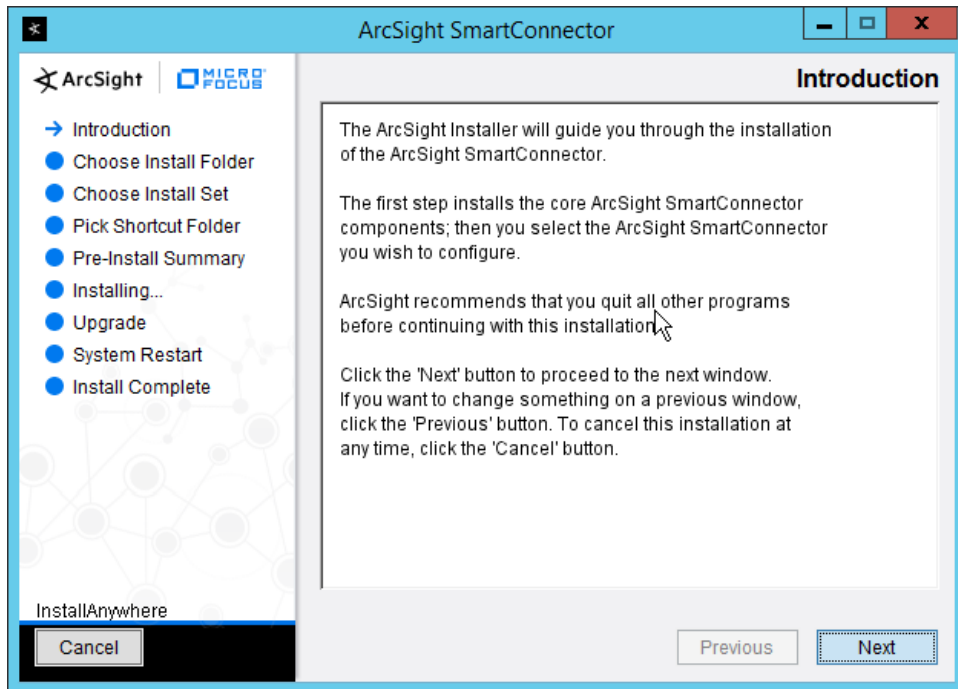 ArcSight SmartConnector
ArcSight
MICRO
FOCUS
Introduction
Introduction
Choose Install Folder
Choose Install Set
Pick Shortcut Folder
Pre-Install Summary
Installing...
Upgrade
System Restart
Install Complete
The ArcSight Installer will guide you through the installation
of the ArcSight SmartConnector.
The first step installs the core ArcSight SmartConnector
components; then you select the ArcSight SmartConnector
you wish to configure.
ArcSight recommends that you quit all other programs
before continuing with this installation.
Click the 'Next' button to proceed to the next window.
If you want to change something on a previous window,
click the 'Previous' button. To cancel this installation at
any time, click the 'Cancel' button.
InstallAnywhere
Cancel
Previous
Next